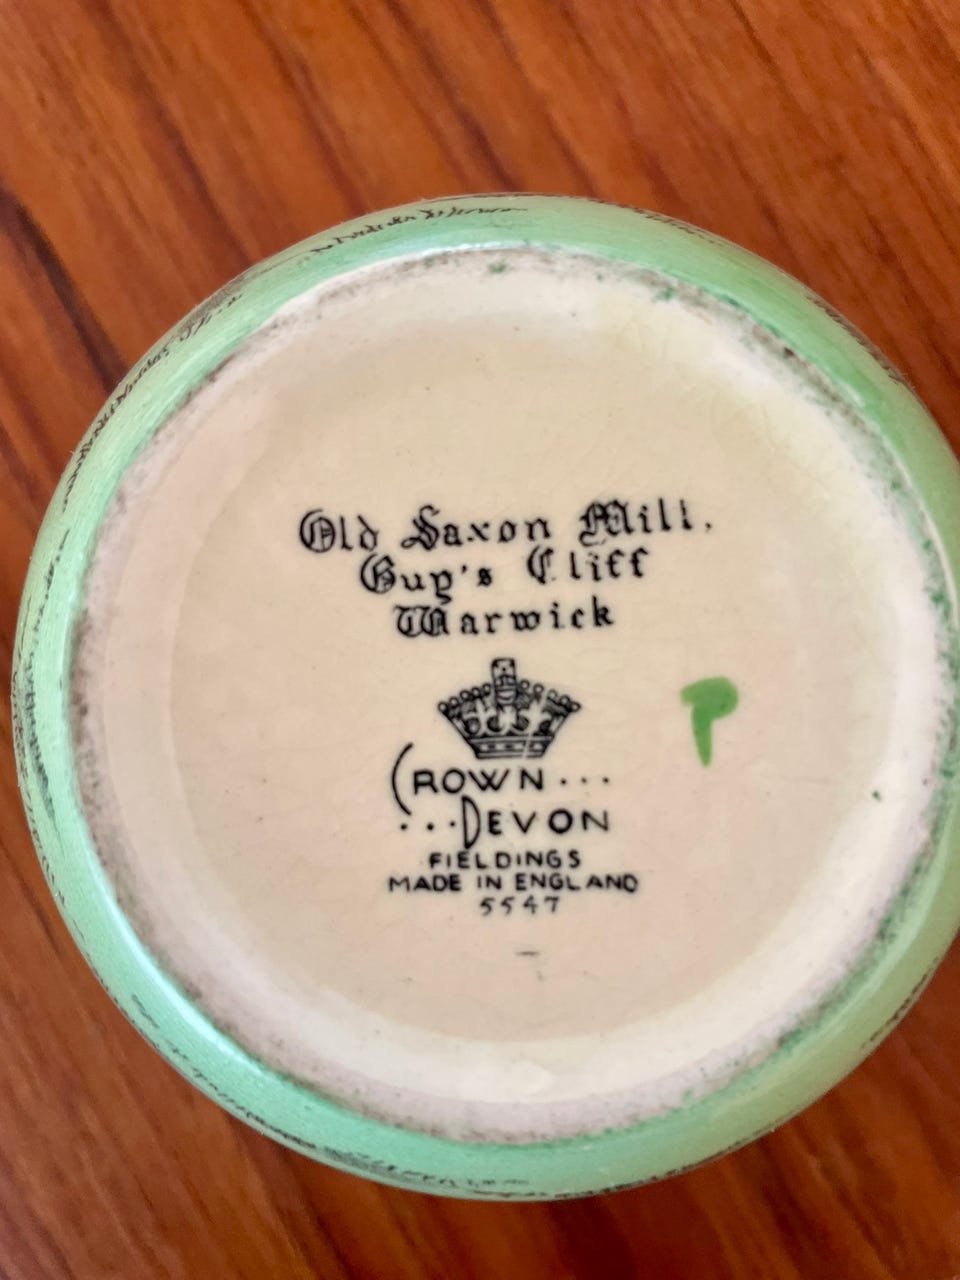 Old Saxon Mill,
Guy's Cliff
Warwick
CROWN...
...DEVON
FIELDINGS
MADE IN ENGLAND
5547
P